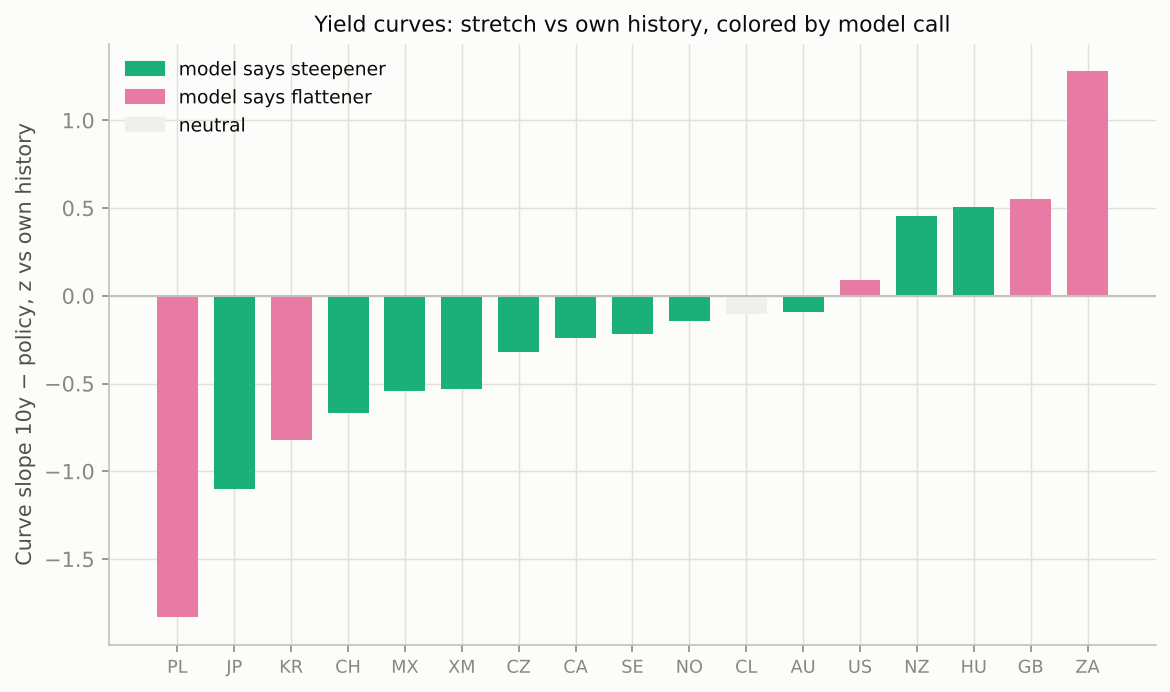 Yield curves: stretch vs own history, colored by model call
model says steepener
model says flattener
neutral
Curve slope 10y − policy, z vs own history
1.0
0.5
0.0
−0.5
−1.0
−1.5
PL JP KR CH MX XM CZ CA SE NO CL AU US NZ HU GB ZA